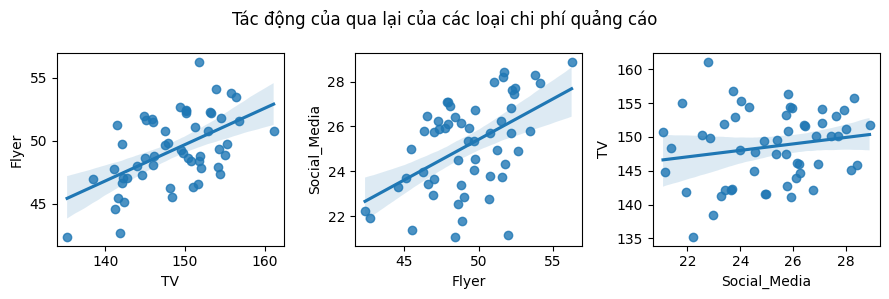 Tác động của qua lại của các loại chi phí quảng cáo
55
50
45
Flyer
140 150 160
TV
28
26
24
22
Social_Media
45 50 55
Flyer
160
155
150
145
140
135
TV
22 24 26 28
Social_Media